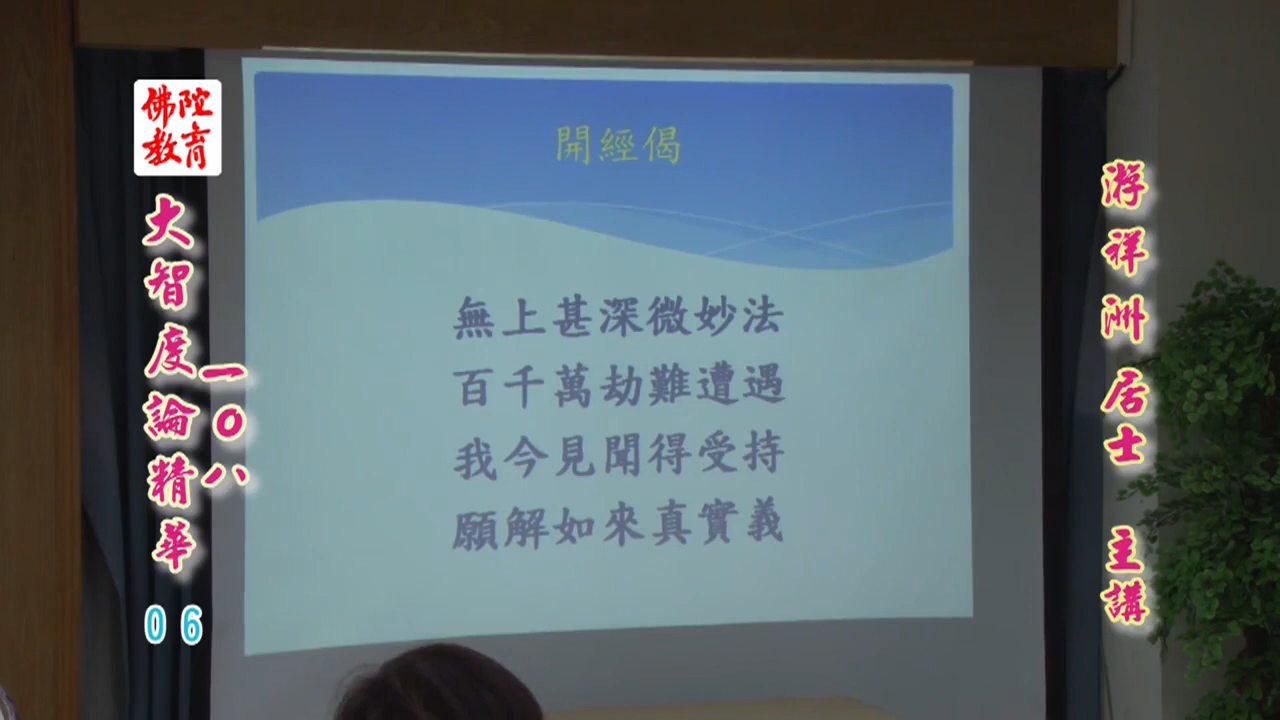 佛陀
教育
大智度論精華
一0八
06
開經偈
無上甚深微妙法
百千萬劫難遭遇
我今見聞得受持
願解如來真實義
游祥洲居士 主講